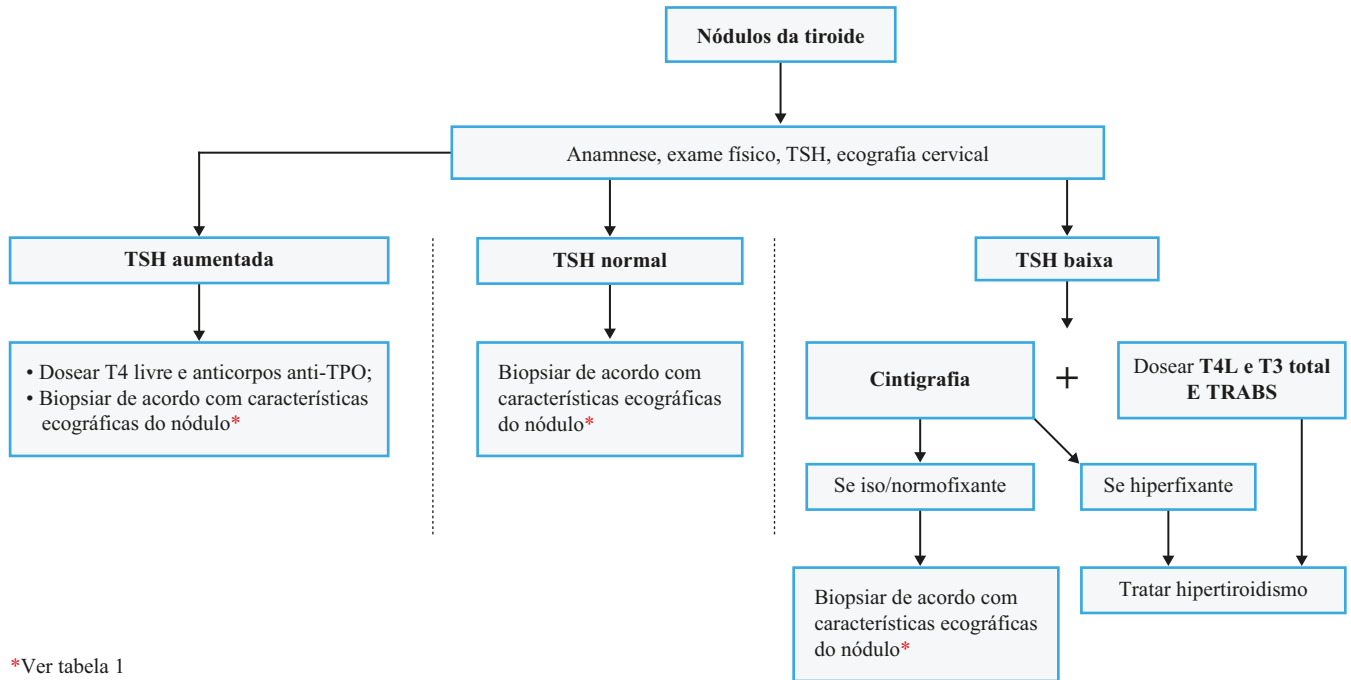 Nódulos da tiroide
Anamnese, exame físico, TSH, ecografia cervical
TSH aumentada
• Dosear T4 livre e anticorpos anti-TPO;
• Biopsiar de acordo com características
ecográficas do nódulo*
TSH normal
Biopsiar de acordo com
características ecográficas
do nódulo*
TSH baixa
Cintigrafia
+
Dosear T4L e T3 total
E TRABS
Se iso/normofixante
Se hiperfixante
Biopsiar de acordo com
características ecográficas
do nódulo*
Tratar hipertiroidismo
*Ver tabela 1